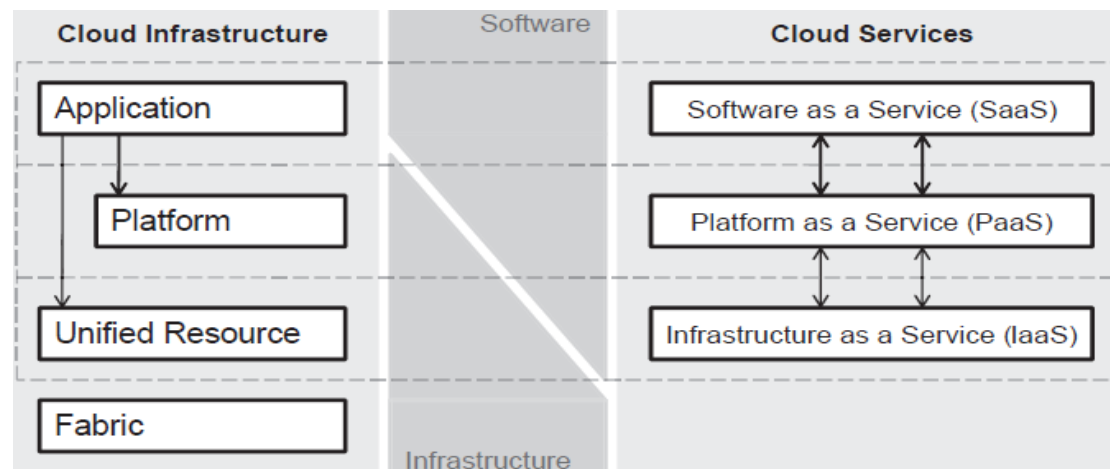 Cloud Infrastructure
Software
Cloud Services
Application
Software as a Service (SaaS)
Platform
Platform as a Service (PaaS)
Unified Resource
Infrastructure as a Service (IaaS)
Fabric
Infrastructure